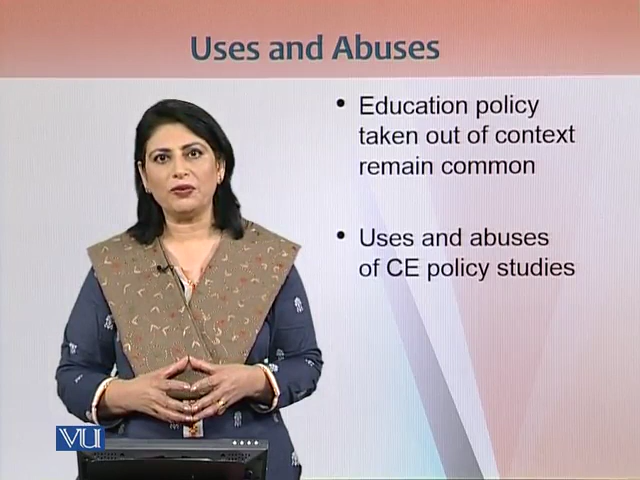 Uses and Abuses
• Education policy
taken out of context
remain common
• Uses and abuses
of CE policy studies
VU